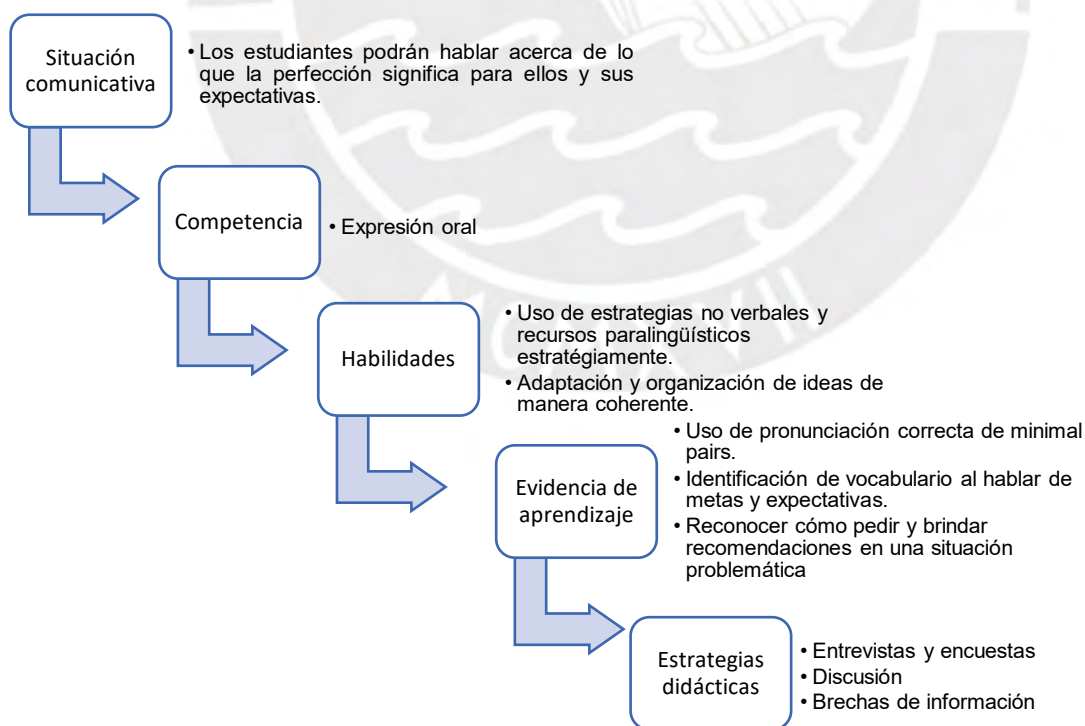 Situación
comunicativa
• Los estudiantes podrán hablar acerca de lo
que la perfección significa para ellos y sus
expectativas.
Competencia
• Expresión oral
Habilidades
• Uso de estrategias no verbales y
recursos paralingüísticos
estratégiamente.
• Adaptación y organización de ideas de
manera coherente.
Evidencia de
aprendizaje
• Uso de pronunciación correcta de minimal
pairs.
• Identificación de vocabulario al hablar de
metas y expectativas.
• Reconocer cómo pedir y brindar
recomendaciones en una situación
problemática
Estrategias
didácticas
• Entrevistas y encuestas
• Discusión
• Brechas de información
MCMXVII